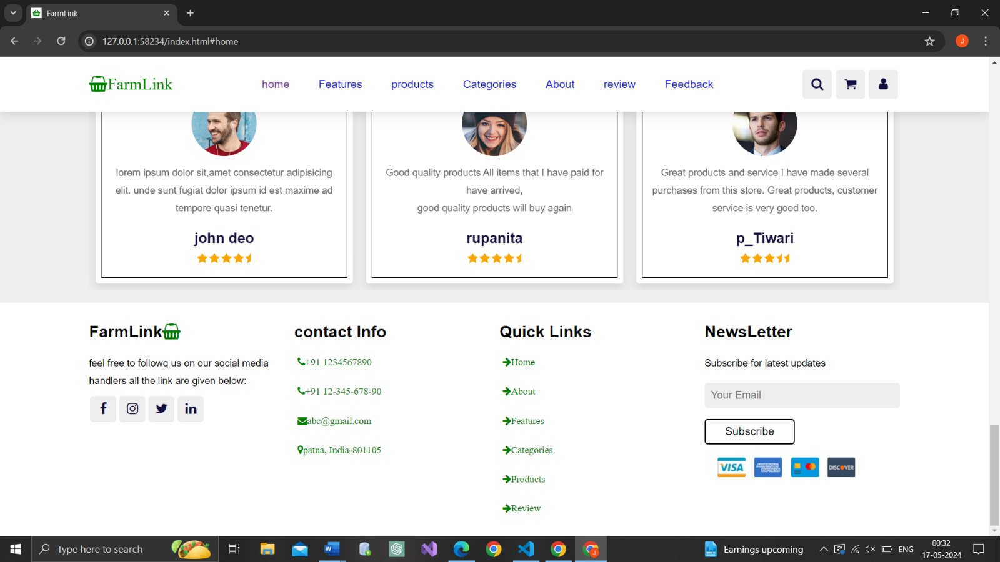 FarmLink
127.0.0.1:58234/index.html#home
J
FarmLink
home
Features
products
Categories
About
review
Feedback
lorem ipsum dolor sit,amet consectetur adipisicing
elit. unde sunt fugiat dolor ipsum id est maxime ad
tempore quasi tenetur.
john deo
Good quality products All items that I have paid for
have arrived,
good quality products will buy again
rupanita
Great products and service I have made several
purchases from this store. Great products, customer
service is very good too.
p_Tiwari
FarmLink
feel free to followq us on our social media
handlers all the link are given below:
contact Info
+91 1234567890
+91 12-345-678-90
abc@gmail.com
patna, India-801105
Quick Links
Home
About
Features
Categories
Products
Review
NewsLetter
Subscribe for latest updates
Your Email
Subscribe
VISA
AMERICAN EXPRESS
DISCOVER
Type here to search
Earnings upcoming
ENG
00:32
17-05-2024